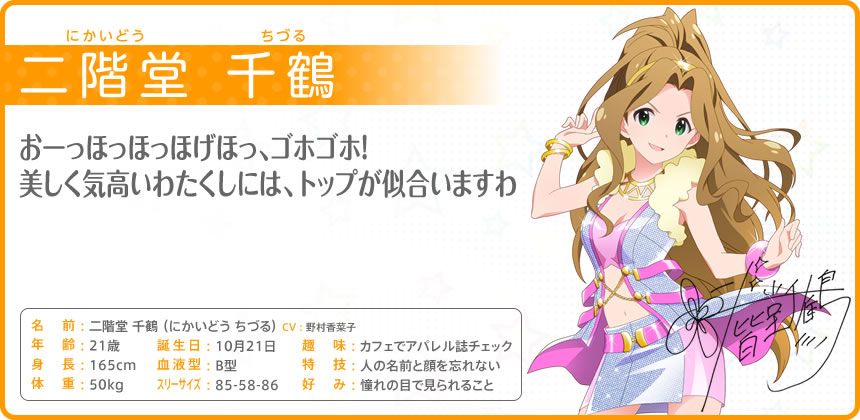 にかいどう ちづる
二階堂 千鶴
おーっほっほっほげほっ、ゴホゴホ!
美しく気高いわたくしには、トップが似合いますわ
名 前:二階堂 千鶴 (にかいどう ちづる) CV:野村香菜子
年 齢:21歳 誕生日:10月21日 趣 味:カフェでアパレル誌チェック
身 長:165cm 血液型:B型 特 技:人の名前と顔を忘れない
体 重:50kg スリーサイズ:85-58-86 好 み:憧れの目で見られること